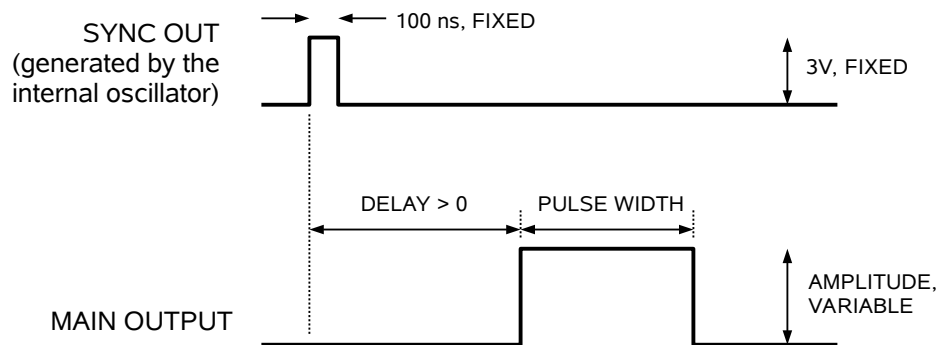 100 ns, FIXED
SYNC OUT
(generated by the
internal oscillator)
3V, FIXED
DELAY > 0
PULSE WIDTH
AMPLITUDE,
VARIABLE
MAIN OUTPUT